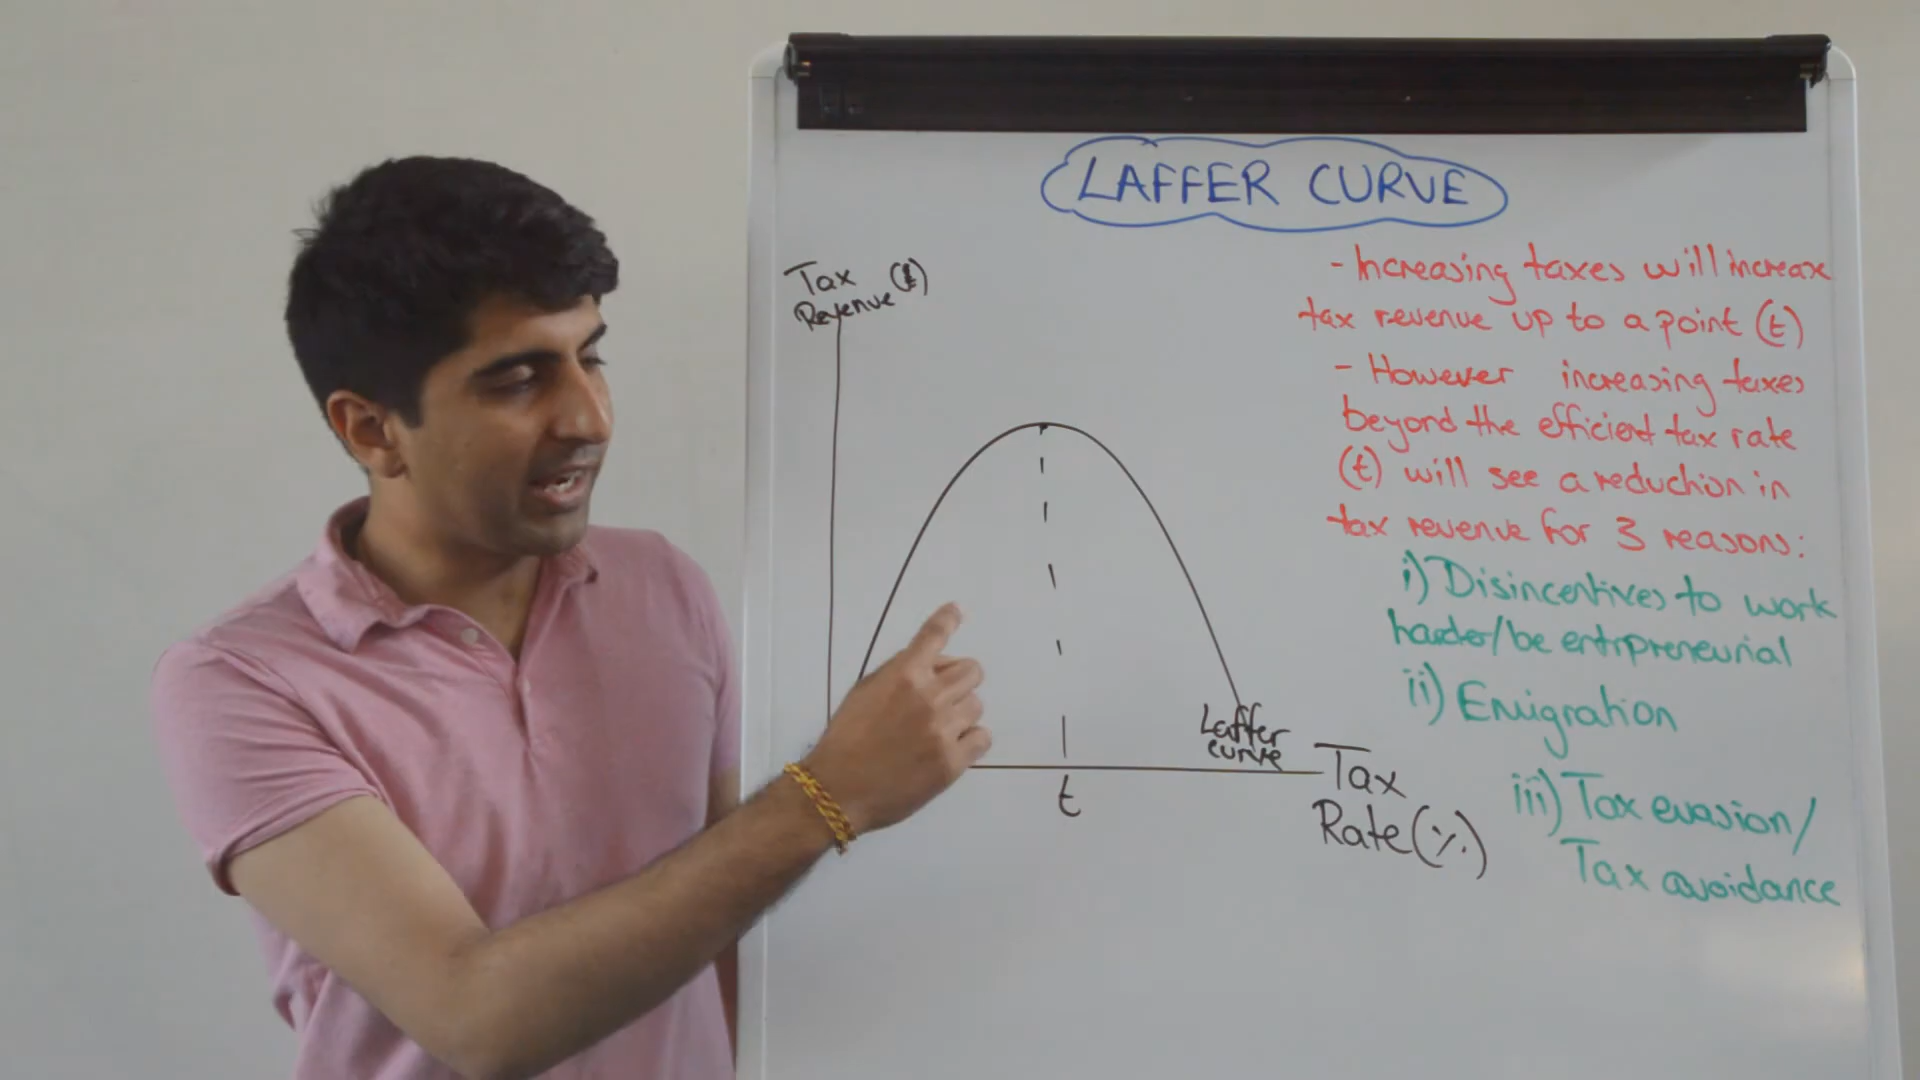 LAFFER CURVE
Tax
Revenue (£)
- Increasing taxes will increase
tax revenue up to a point (t)
- However increasing taxes
beyond the efficient tax rate
(t) will see a reduction in
tax revenue for 3 reasons:
i) Disincentives to work
harder/be entrpreneurial
ii) Emigration
iii) Tax evasion/
Tax avoidance
Laffer
curve
t
Tax
Rate (%)